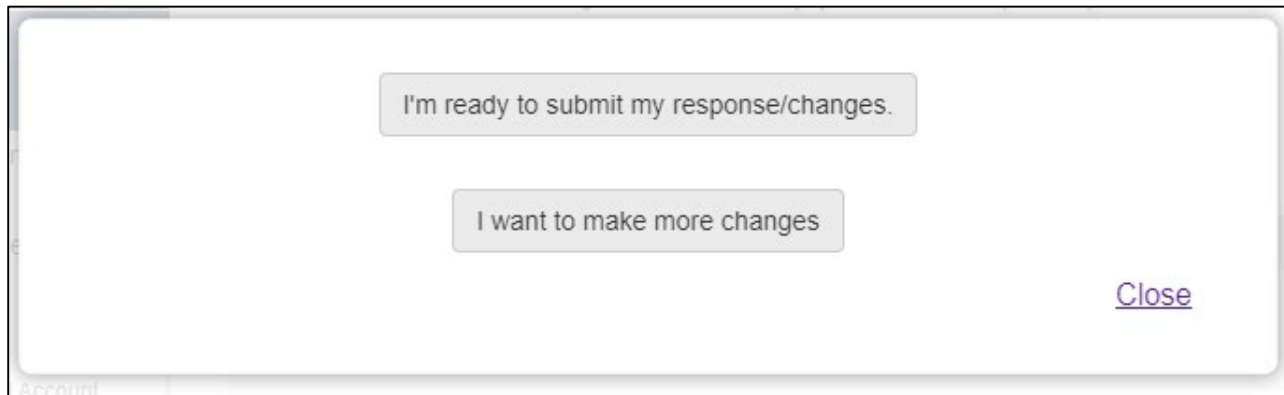 I'm ready to submit my response/changes.
I want to make more changes
Close
Account